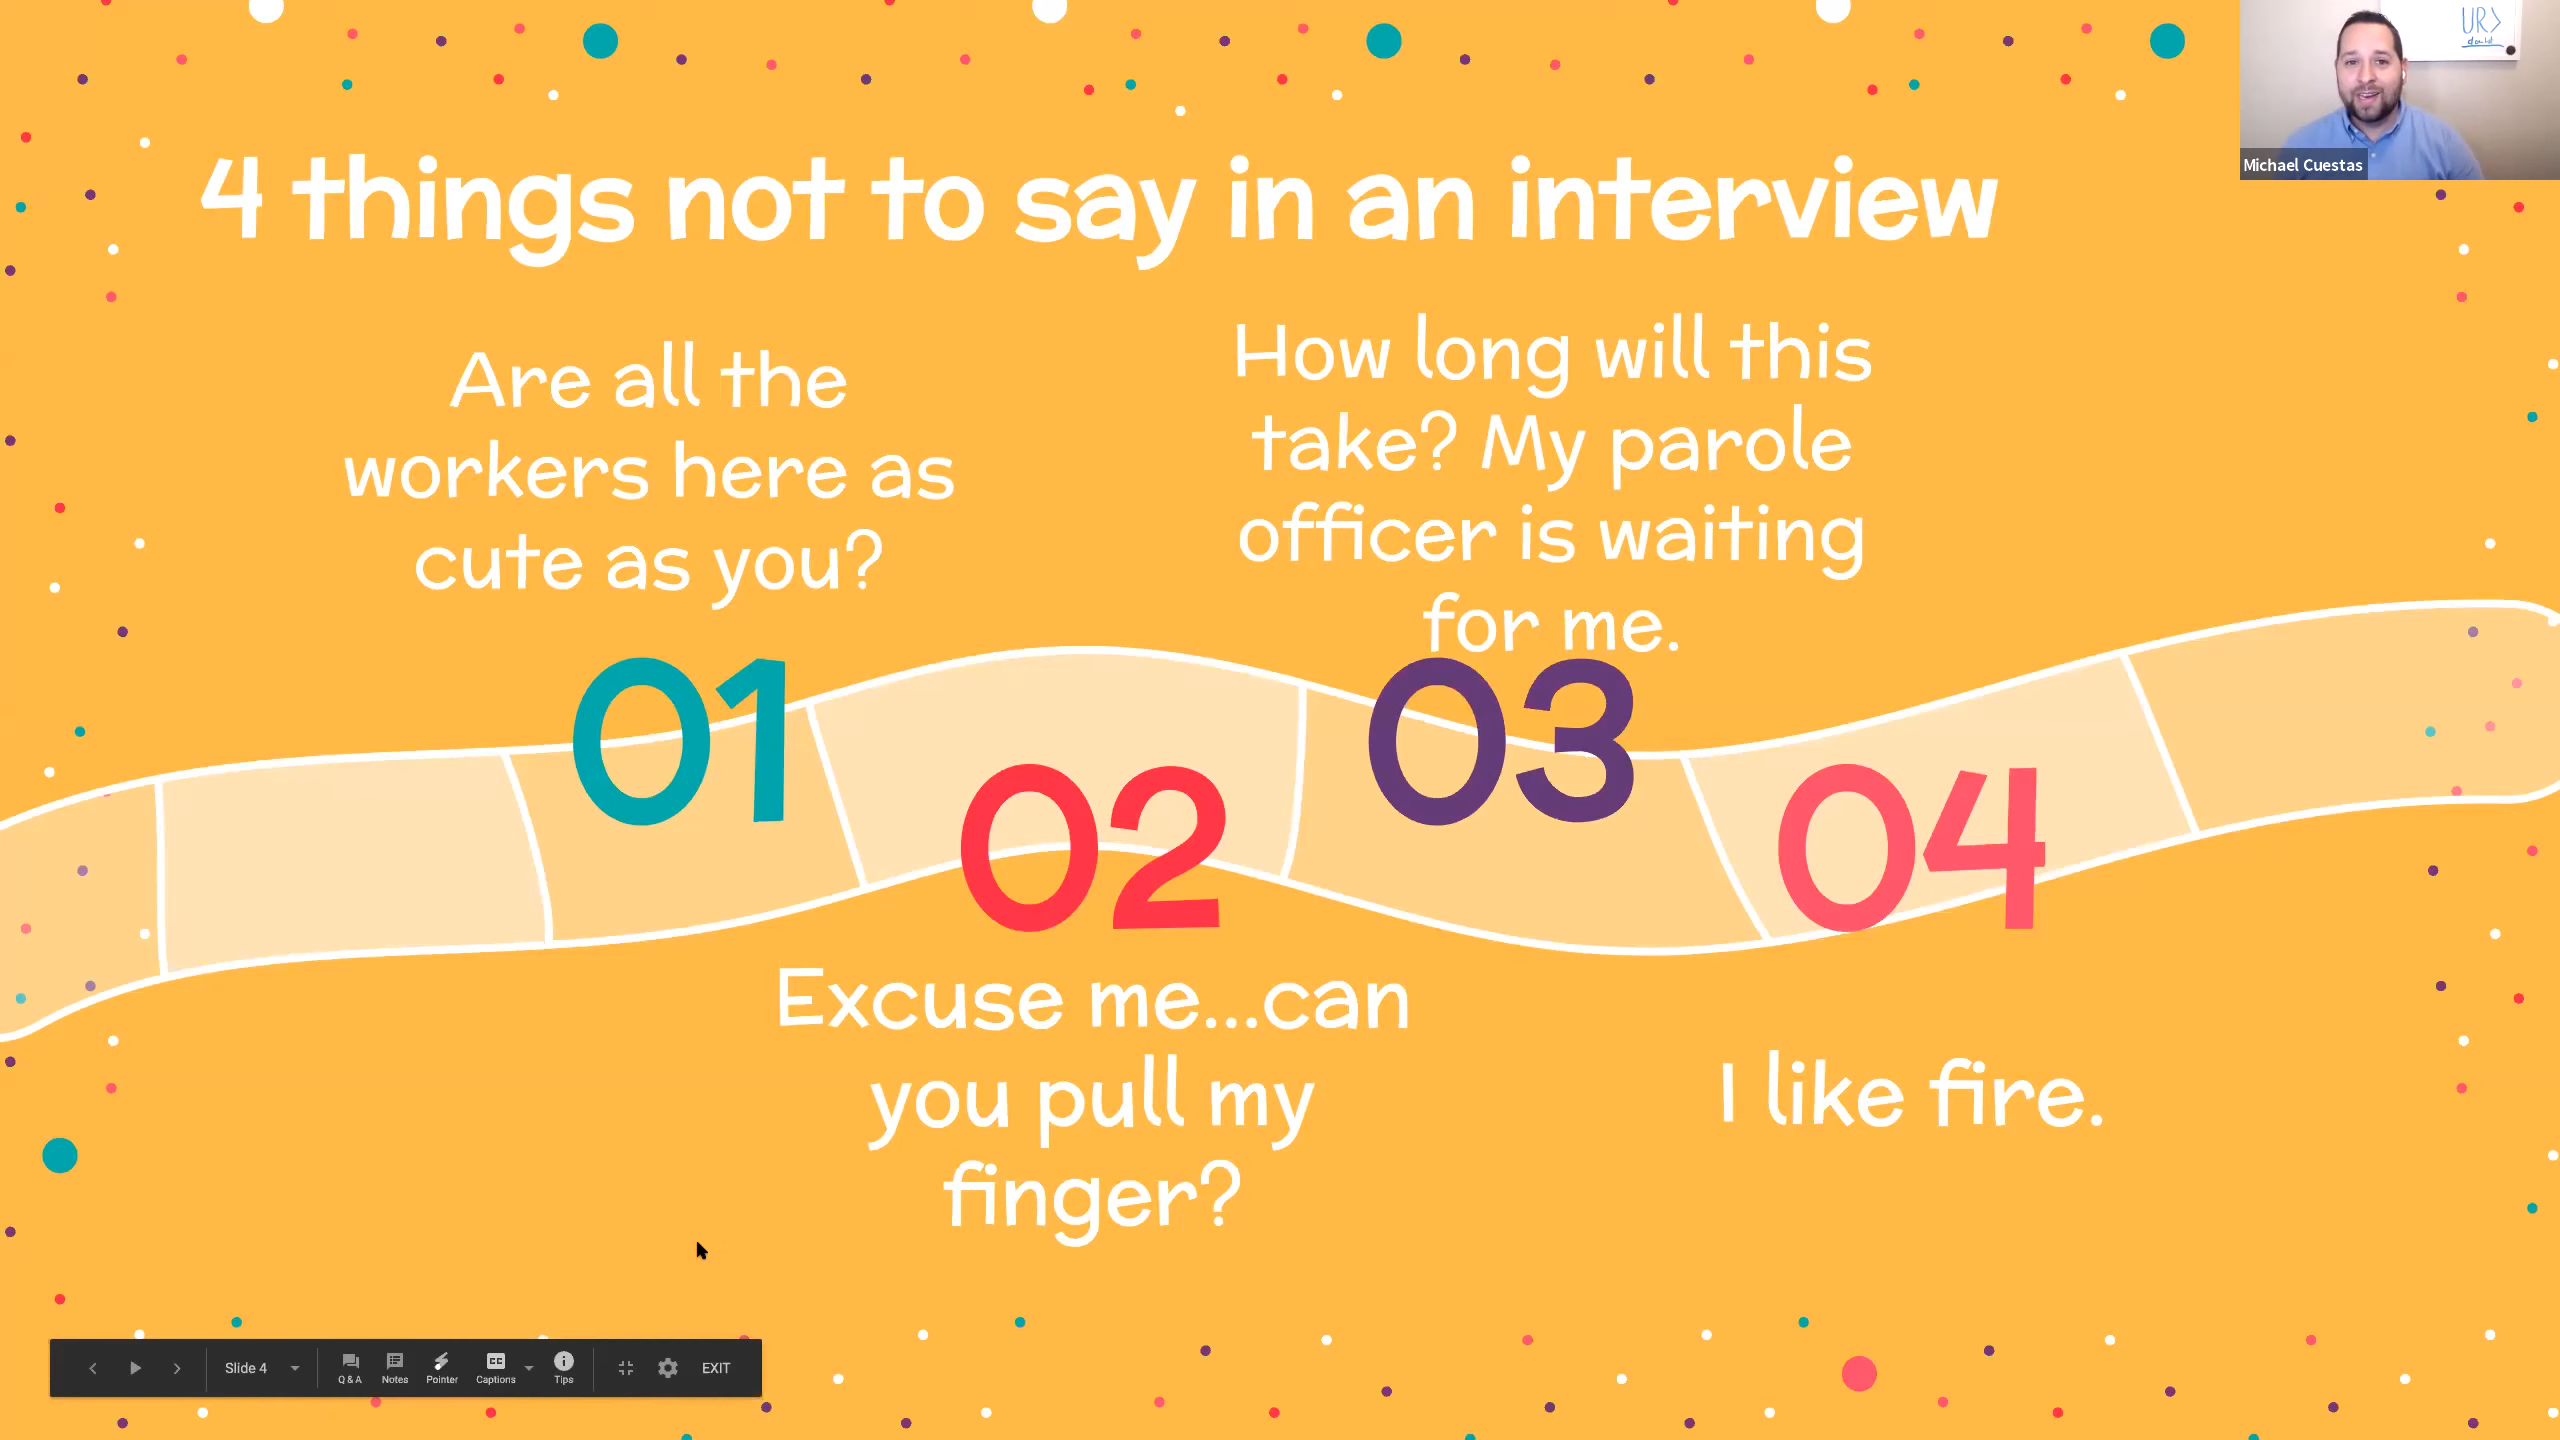 UR>
Michael Cuestas
4 things not to say in an interview
Are all the
workers here as
cute as you?
01
Excuse me...can
you pull my
finger?
02
How long will this
take? My parole
officer is waiting
for me.
03
I like fire.
04
Slide 4
Q & A
Notes
Pointer
CC
Captions
Tips
EXIT